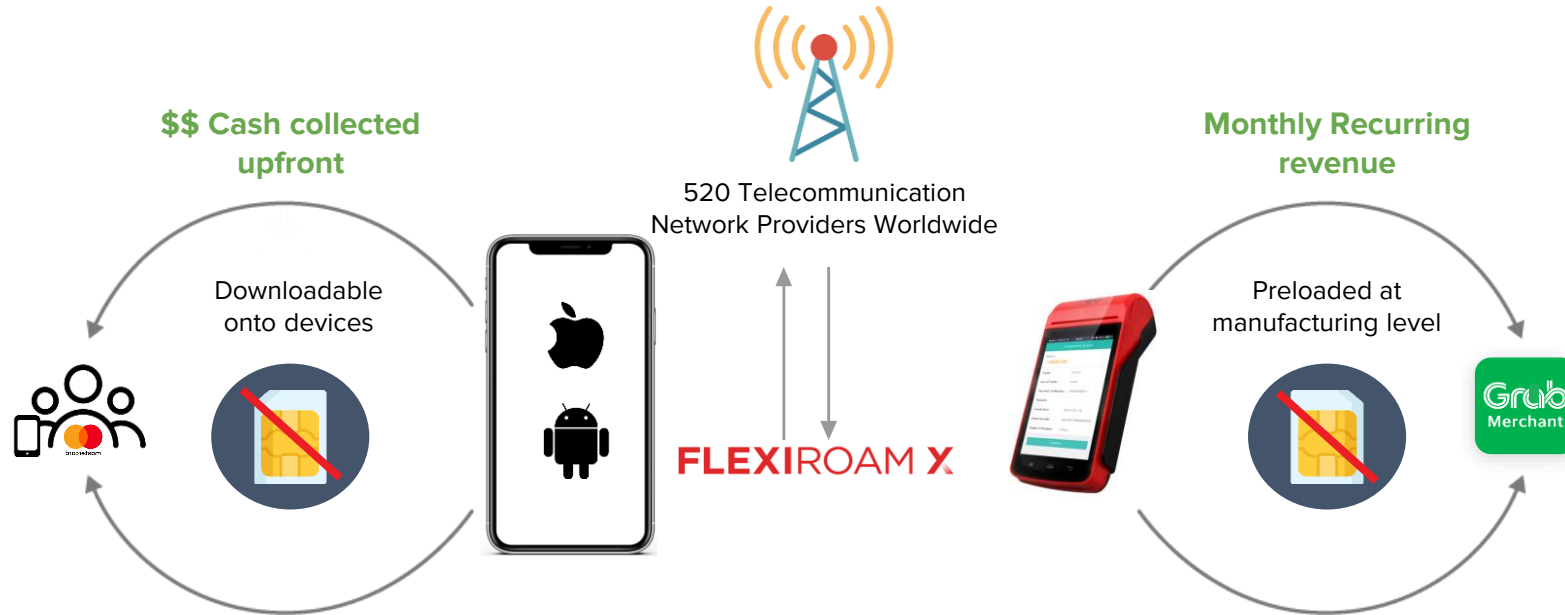 $$ Cash collected
upfront
Monthly Recurring
revenue
520 Telecommunication
Network Providers Worldwide
Downloadable
onto devices
Preloaded at
manufacturing level
FLEXIROAM X
Grab
Merchant